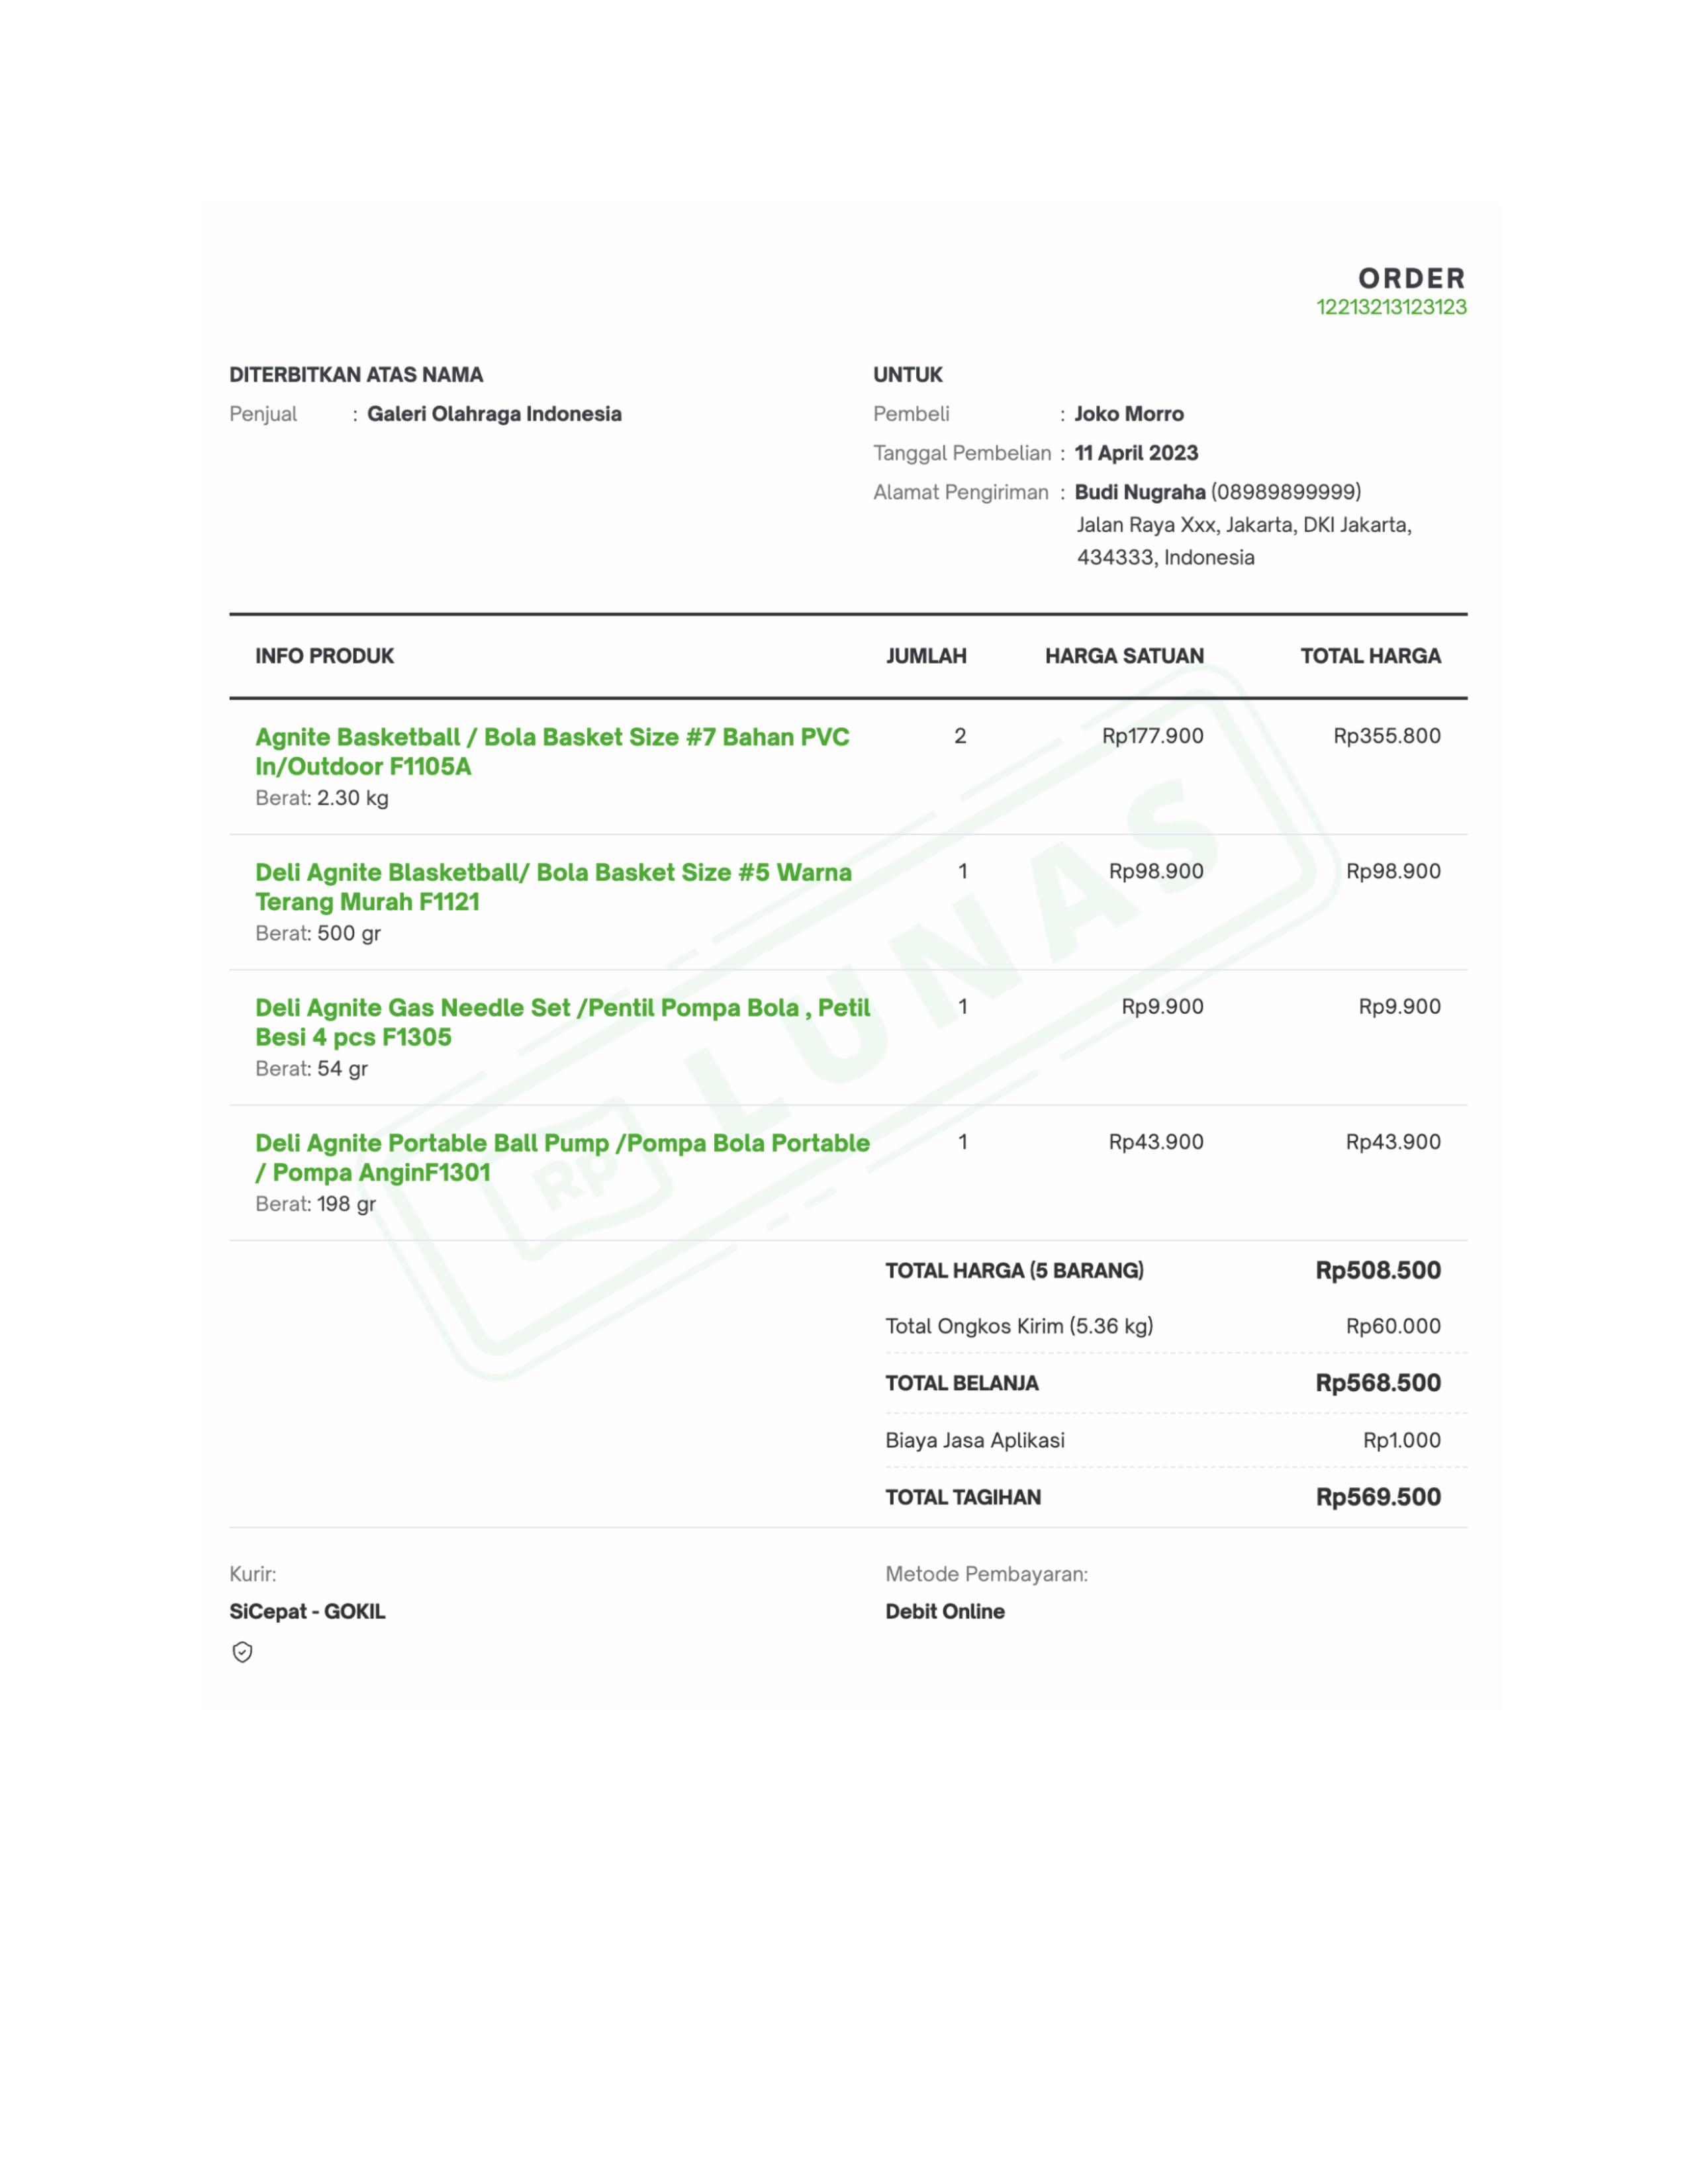 ORDER
12213213123123
DITERBITKAN ATAS NAMA
Penjual : Galeri Olahraga Indonesia
UNTUK
Pembeli : Joko Morro
Tanggal Pembelian : 11 April 2023
Alamat Pengiriman : Budi Nugraha (08989899999)
Jalan Raya Xxx, Jakarta, DKI Jakarta,
434333, Indonesia
INFO PRODUK JUMLAH HARGA SATUAN TOTAL HARGA
Agnite Basketball / Bola Basket Size #7 Bahan PVC 2 Rp177.900 Rp355.800
In/Outdoor F1105A
Berat: 2.30 kg
Deli Agnite Blasketball/ Bola Basket Size #5 Warna 1 Rp98.900 Rp98.900
Terang Murah F1121
Berat: 500 gr
Deli Agnite Gas Needle Set /Pentil Pompa Bola , Petil 1 Rp9.900 Rp9.900
Besi 4 pcs F1305
Berat: 54 gr
Deli Agnite Portable Ball Pump /Pompa Bola Portable 1 Rp43.900 Rp43.900
/ Pompa AnginF1301
Berat: 198 gr
Rp LUNAS
TOTAL HARGA (5 BARANG) Rp508.500
Total Ongkos Kirim (5.36 kg) Rp60.000
TOTAL BELANJA Rp568.500
Biaya Jasa Aplikasi Rp1.000
TOTAL TAGIHAN Rp569.500
Kurir:
SiCepat - GOKIL
Metode Pembayaran:
Debit Online